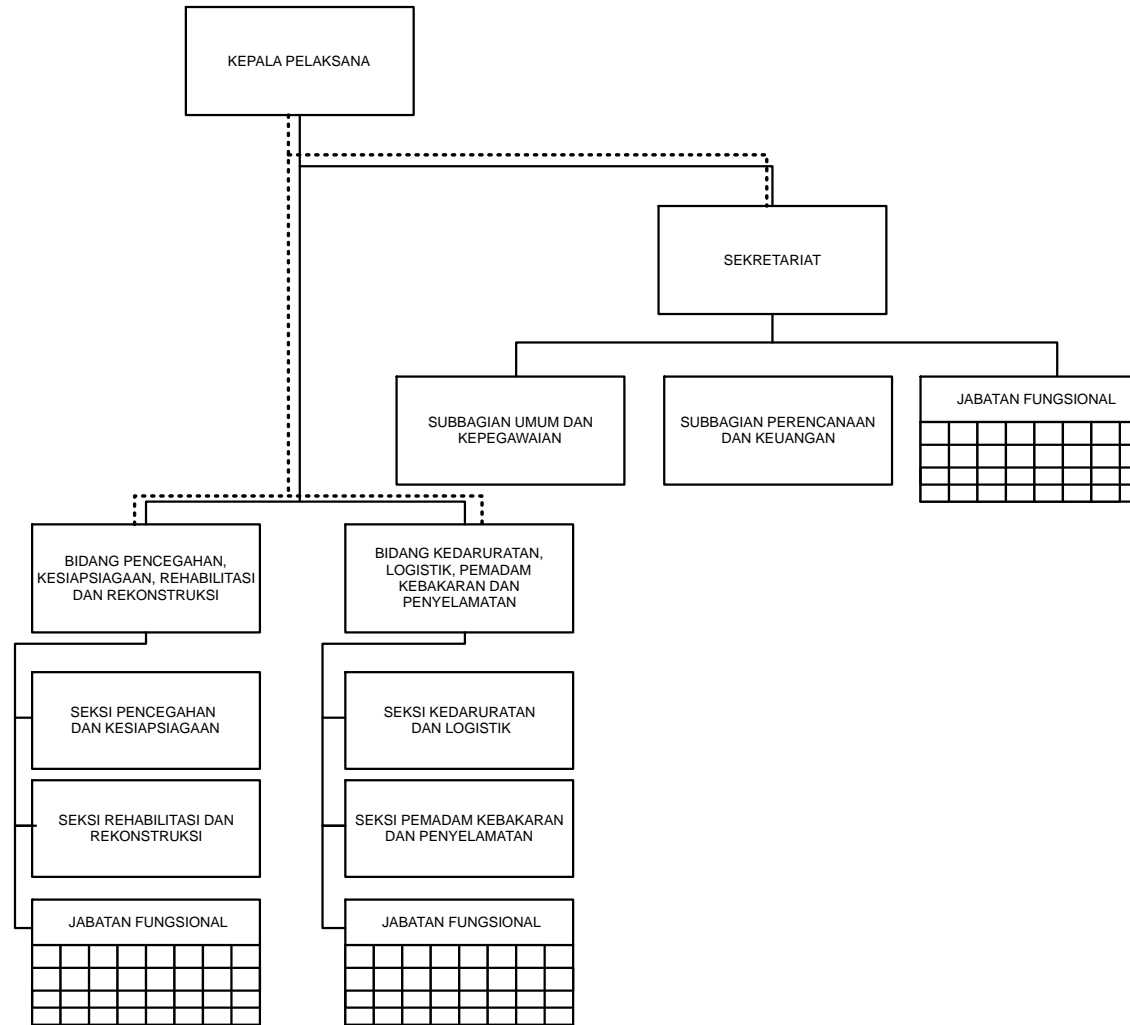 KEPALA PELAKSANA
SEKRETARIAT
SUBBAGIAN UMUM DAN
KEPEGAWAIAN
SUBBAGIAN PERENCANAAN
DAN KEUANGAN
JABATAN FUNGSIONAL
BIDANG PENCEGAHAN,
KESIAPSIAGAAN, REHABILITASI
DAN REKONSTRUKSI
BIDANG KEDARURATAN,
LOGISTIK, PEMADAM
KEBAKARAN DAN
PENYELAMATAN
SEKSI PENCEGAHAN
DAN KESIAPSIAGAAN
SEKSI KEDARURATAN
DAN LOGISTIK
SEKSI REHABILITASI DAN
REKONSTRUKSI
SEKSI PEMADAM KEBAKARAN
DAN PENYELAMATAN
JABATAN FUNGSIONAL
JABATAN FUNGSIONAL